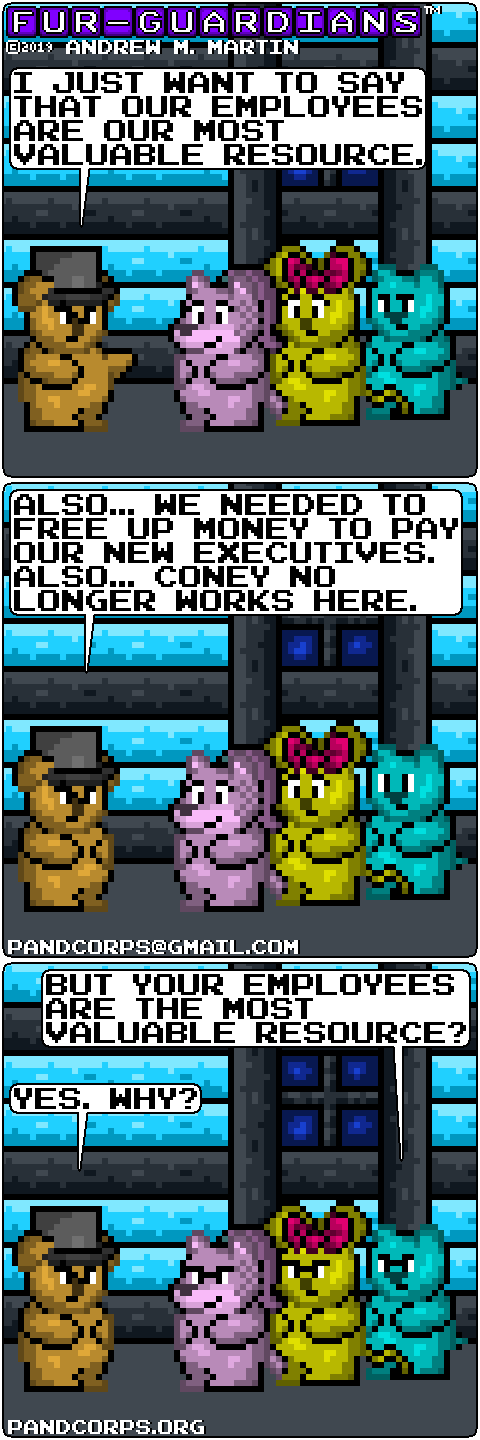 FUR-GUARDIANS™
©2019 ANDREW M. MARTIN
I JUST WANT TO SAY
THAT OUR EMPLOYEES
ARE OUR MOST
VALUABLE RESOURCE.
ALSO... WE NEEDED TO
FREE UP MONEY TO PAY
OUR NEW EXECUTIVES.
ALSO... CONEY NO
LONGER WORKS HERE.
PANDCORPS@GMAIL.COM
BUT YOUR EMPLOYEES
ARE THE MOST
VALUABLE RESOURCE?
YES. WHY?
PANDCORPS.ORG